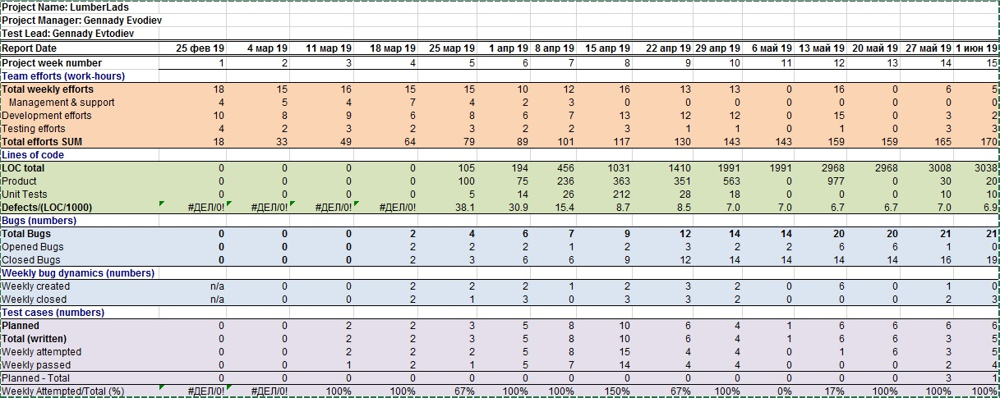 Project Name: LumberLads
Project Manager: Gennady Evodiev
Test Lead: Gennady Evtodiev
Report Date 25 фев 19 4 мар 19 11 мар 19 18 мар 19 25 мар 19 1 апр 19 8 апр 19 15 апр 19 22 апр 19 29 апр 19 6 май 19 13 май 19 20 май 19 27 май 19 1 июн 19
Project week number 1 2 3 4 5 6 7 8 9 10 11 12 13 14 15
Team efforts (work-hours)
Total weekly efforts 18 15 16 15 15 10 12 16 13 13 0 16 0 6 5
Management & support 4 5 4 7 4 2 3 0 0 0 0 0 0 0 0
Development efforts 10 8 9 6 8 6 7 13 12 12 0 15 0 3 2
Testing efforts 4 2 3 2 3 2 2 3 1 1 0 1 0 3 3
Total efforts SUM 18 33 49 64 79 89 101 117 130 143 143 159 159 165 170
Lines of code
LOC total 0 0 0 0 105 194 456 1031 1410 1991 1991 2968 2968 3008 3038
Product 0 0 0 0 100 75 236 363 351 563 0 977 0 30 20
Unit Tests 0 0 0 0 5 14 26 212 28 18 0 0 0 10 10
Defects/(LOC/1000) #ДЕЛ/0! #ДЕЛ/0! #ДЕЛ/0! #ДЕЛ/0! 38.1 30.9 15.4 8.7 8.5 7.0 7.0 6.7 6.7 7.0 6.9
Bugs (numbers)
Total Bugs 0 0 0 2 4 6 7 9 12 14 14 20 20 21 21
Opened Bugs 0 0 0 2 2 2 1 2 3 2 2 6 6 1 0
Closed Bugs 0 0 0 2 3 6 6 9 12 14 14 14 14 16 19
Weekly bug dynamics (numbers)
Weekly created n/a 0 0 2 2 2 1 2 3 2 0 6 0 1 0
Weekly closed n/a 0 0 2 1 3 0 3 3 2 0 0 0 2 3
Test cases (numbers)
Planned 0 0 2 2 3 5 8 10 6 4 1 6 6 6 6
Total (written) 0 0 2 2 3 5 8 10 6 4 1 6 6 3 5
Weekly attempted 0 0 2 2 2 5 8 15 4 4 0 1 6 3 5
Weekly passed 0 0 1 2 1 5 7 14 4 4 0 0 0 2 4
Planned - Total 0 0 0 0 0 0 0 0 0 0 0 0 0 3 1
Weekly Attempted/Total (%) #ДЕЛ/0! #ДЕЛ/0! 100% 100% 67% 100% 100% 150% 67% 100% 0% 17% 100% 100% 100%